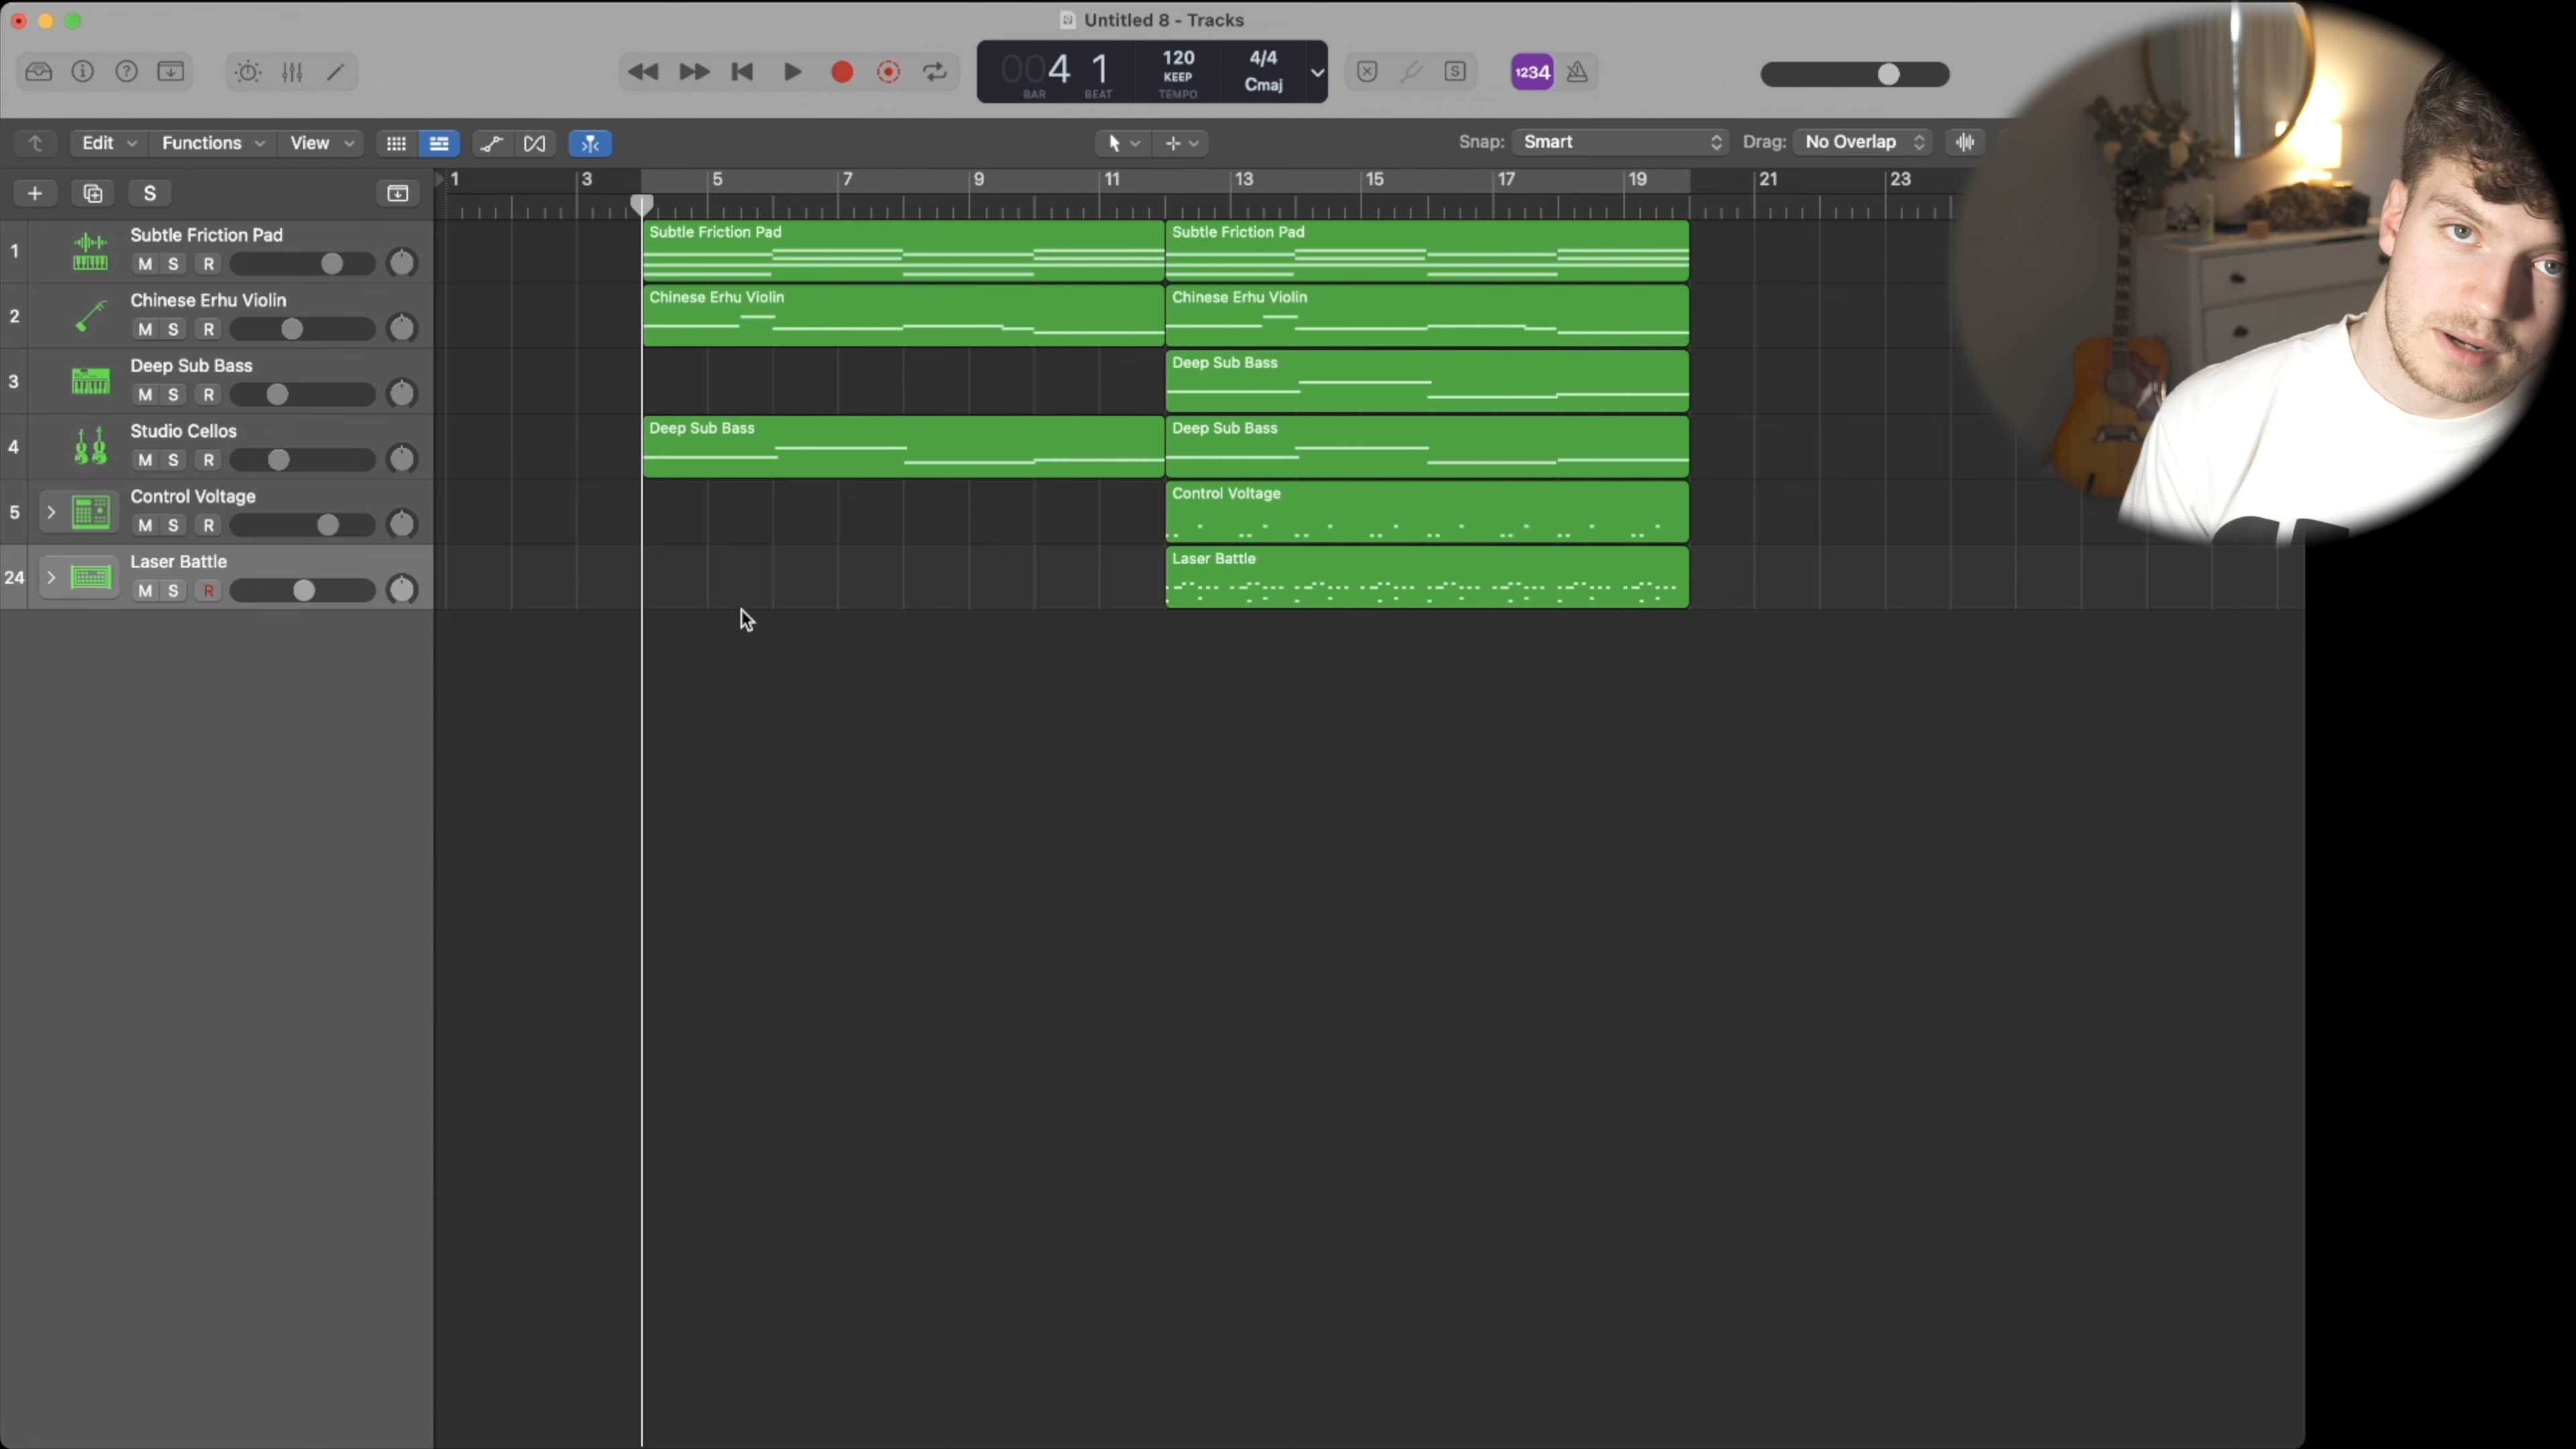 Untitled 8 - Tracks
004 1
BAR BEAT
120
KEEP
TEMPO
4/4
Cmaj
S
1234
Edit Functions View
Snap: Smart Drag: No Overlap
S
1 3 5 7 9 11 13 15 17 19 21 23
1 Subtle Friction Pad
M S R
Subtle Friction Pad Subtle Friction Pad
2 Chinese Erhu Violin
M S R
Chinese Erhu Violin Chinese Erhu Violin
3 Deep Sub Bass
M S R
Deep Sub Bass
4 Studio Cellos
M S R
Deep Sub Bass Deep Sub Bass
5 Control Voltage
M S R
Control Voltage
24 Laser Battle
M S R
Laser Battle